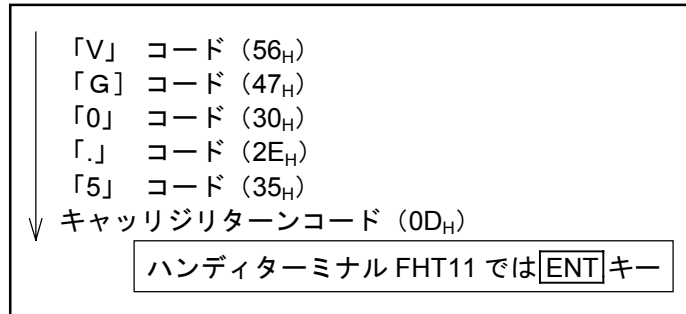 「V」 コード（56H）
「G］ コード（47H）
「0」 コード（30H）
「.」 コード（2EH）
「5」 コード（35H）
キャッリジリターンコード（0DH）
ハンディターミナル FHT11 では ENT キー